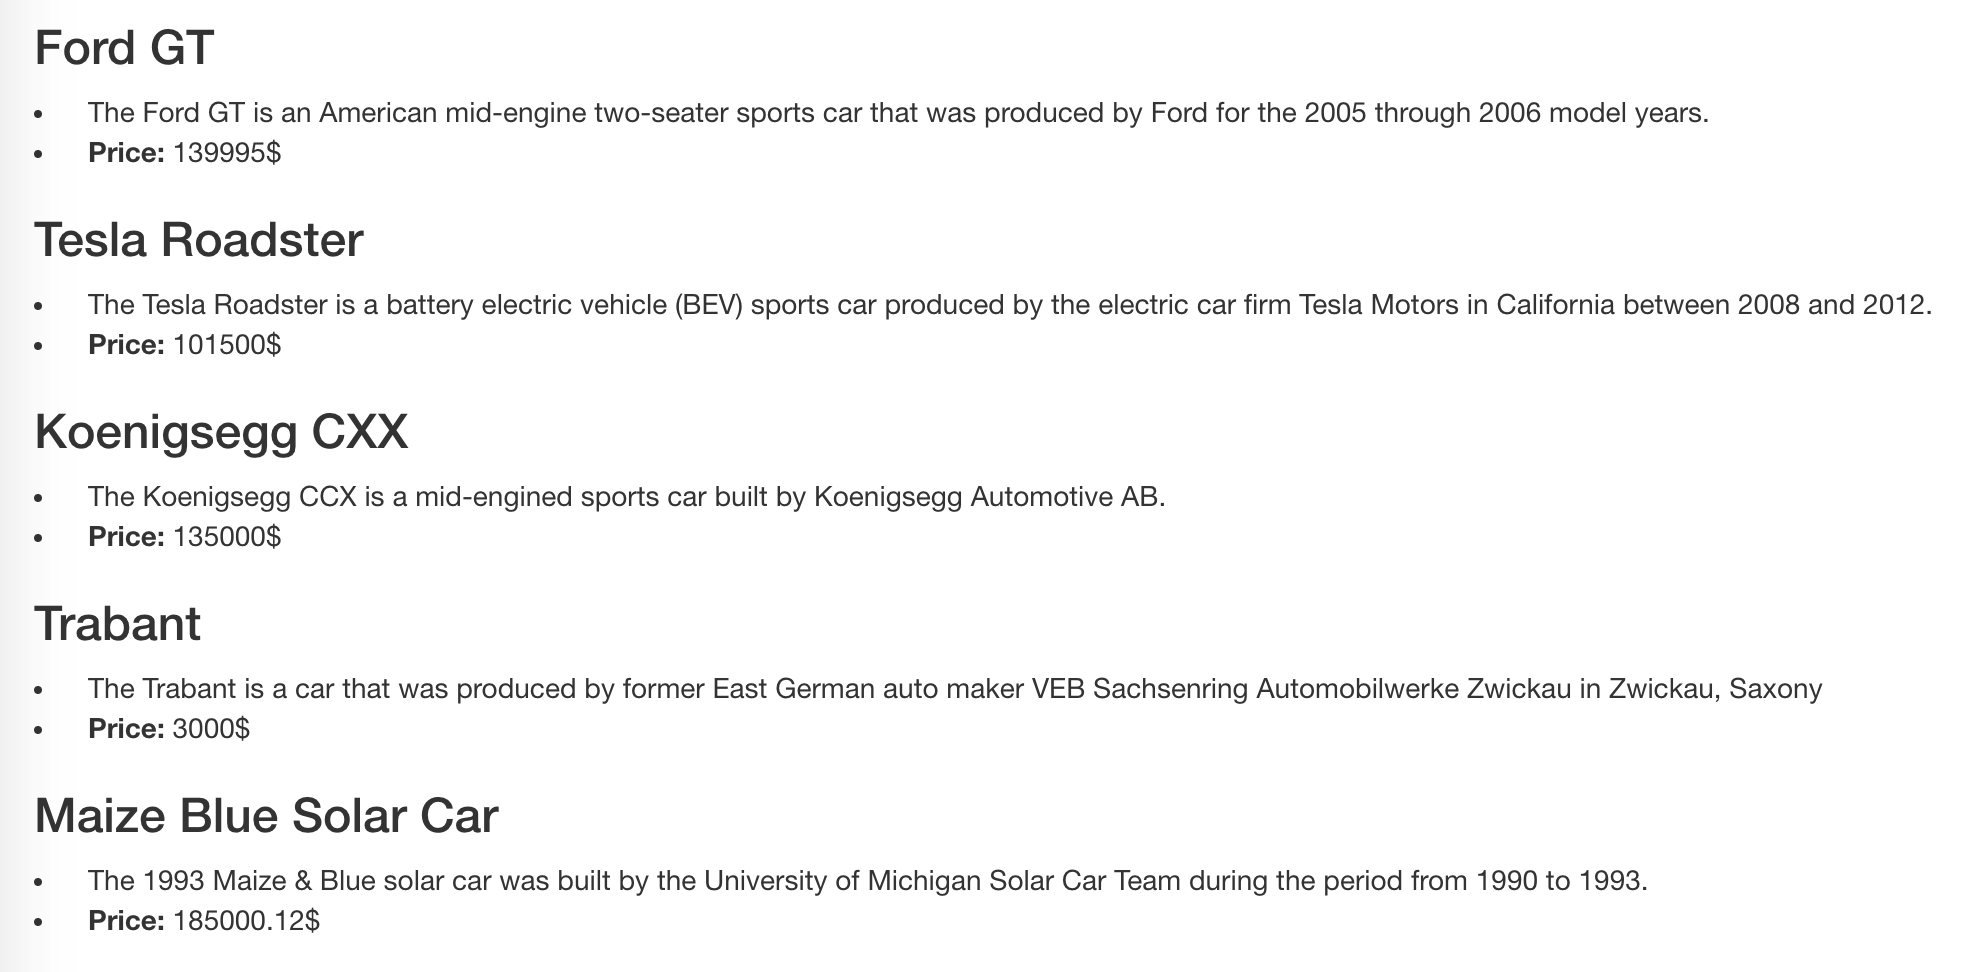 Ford GT
• The Ford GT is an American mid-engine two-seater sports car that was produced by Ford for the 2005 through 2006 model years.
• Price: 139995$
Tesla Roadster
• The Tesla Roadster is a battery electric vehicle (BEV) sports car produced by the electric car firm Tesla Motors in California between 2008 and 2012.
• Price: 101500$
Koenigsegg CXX
• The Koenigsegg CCX is a mid-engined sports car built by Koenigsegg Automotive AB.
• Price: 135000$
Trabant
• The Trabant is a car that was produced by former East German auto maker VEB Sachsenring Automobilwerke Zwickau in Zwickau, Saxony
• Price: 3000$
Maize Blue Solar Car
• The 1993 Maize & Blue solar car was built by the University of Michigan Solar Car Team during the period from 1990 to 1993.
• Price: 185000.12$